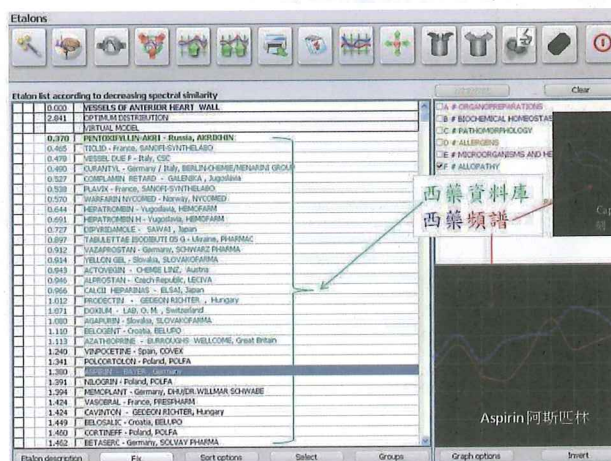 Etalons
Etalon list according to decreasing spectral similarity
Clear
0.000 VESSELS OF ANTERIOR HEART WALL
2.841 OPTIMUM DISTRIBUTION
VIRTUAL MODEL
0.370 PENTOXIFYLLIN-AKRI - Russia, AKRIKHIN
0.465 TICLID - France, SANOFI-SYNTHELABO
0.479 VESSEL DUE F - Italy, CSC
0.490 CURANTYL - Germany / Italy, BERLIN-CHEMIE/MENARINI GROUP
0.527 COMPLAMIN RETARD - GALENIKA, Jugoslavia
0.538 PLAVIX - France, SANOFI-SYNTHELABO
0.570 WARFARIN NYCOMED - Norway, NYCOMED
0.644 HEPATROMBIN - Yugoslavia, HEMOFARM
0.691 HEPATROMBIN H - Yugoslavia, HEMOFARM
0.727 DIPYRIDAMOLE - SAWAI, Japan
0.897 TABULETTAE ISODIBUTI 05 G - Ukraine, PHARMAC
0.912 VAZAPROSTAN - Germany, SCHWARZ PHARMA
0.914 YELLON GEL - Slovakia, SLOVAKOFARMA
0.943 ACTOVEGIN - CHEMIE LINZ, Austria
0.946 ALPROSTAN - Czech Republic, LECIVA
0.966 CALCII HEPARINAS - ELSAI, Japan
1.012 PRODECTIN - GEDEON RICHTER, Hungary
1.071 DOXIUM - LAB. O. M., Switzerland
1.080 AGAPURIN - Slovakia, SLOVAKOFARMA
1.110 BELOGENT - Croatia, BELUPO
1.113 AZATHIOPRINE - BURROUGHS WELLCOME, Great Britain
1.240 VINPOCETINE - Spain, COVEX
1.341 POLCORTOLON - Poland, POLFA
1.380 ASPIRIN - BAYER, Germany
1.391 NILOGRIN - Poland, POLFA
1.394 MEMOPLANT - Germany, DHU/DR.WILLMAR SCHWABE
1.424 VASOBRAL - France, PRESPHARM
1.424 CAVINTON - GEDEON RICHTER, Hungary
1.449 BELOSALIC - Croatia, BELUPO
1.460 CORTINEFF - Poland, POLFA
1.462 BETASERC - Germany, SOLVAY PHARMA
A # ORGANOPREPARATIONS
B # BIOCHEMICAL HOMEOSTAS
C # PATHOMORPHOLOGY
D # ALLERGENS
E # MICROORGANISMS AND HE
F # ALLOPATHY
西藥資料庫
西藥頻譜
Aspirin 阿斯匹林
Etalon description
Fix
Sort options
Select
Groups
Graph options
Invert